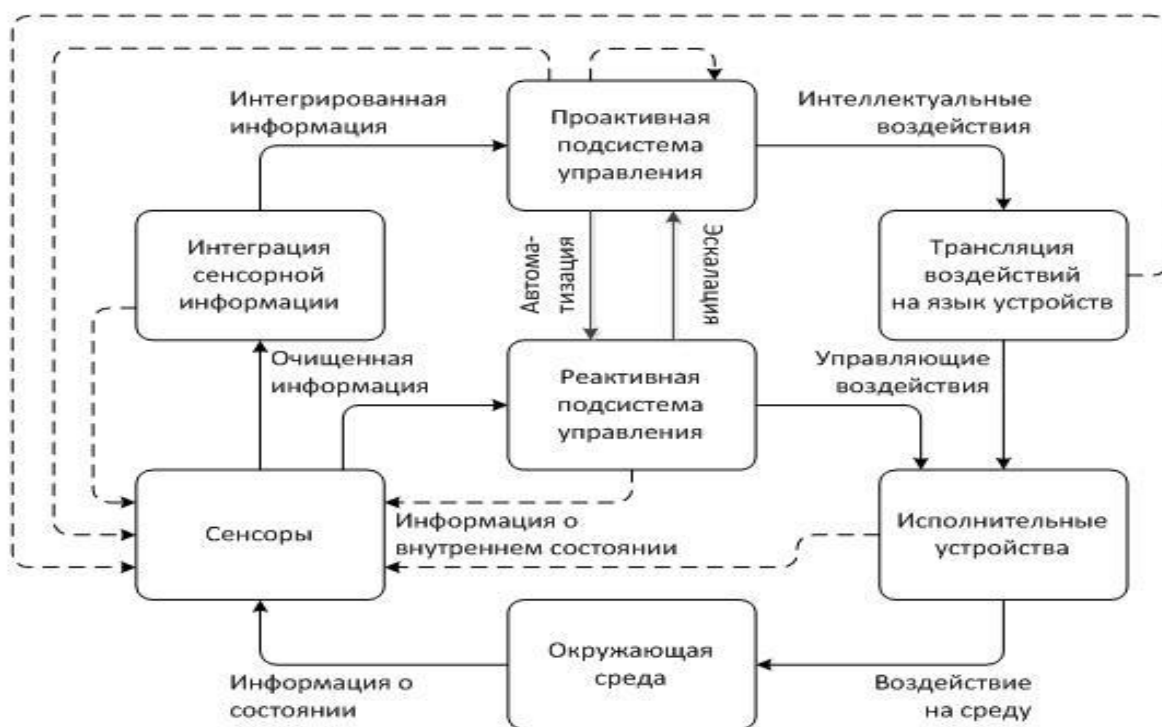 Интегрированная
информация
Проактивная
подсистема
управления
Интеллектуальные
воздействия
Интеграция
сенсорной
информации
Автома-
тизация
Эскалация
Трансляция
воздействий
на язык устройств
Очищенная
информация
Реактивная
подсистема
управления
Управляющие
воздействия
Сенсоры
Информация о
внутреннем состоянии
Исполнительные
устройства
Информация о
состоянии
Окружающая
среда
Воздействие
на среду